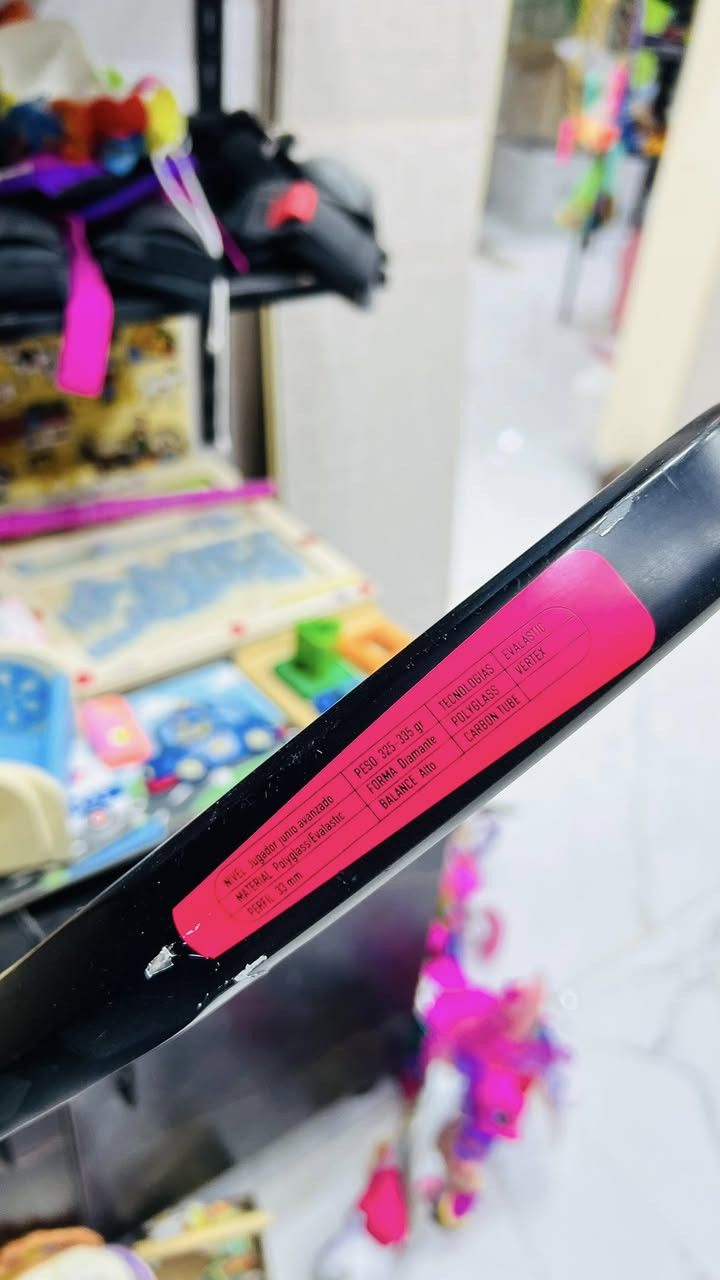 NIVEL Jugador junio avanzado
MATERIAL Polyglass/Evalastic
PERFIL 33 mm
PESO 325-335 gr
FORMA Diamante
BALANCE Alto
TECNOLOGIAS
POLYGLASS
CARBON TUBE
EVALASTIC
VERTEX